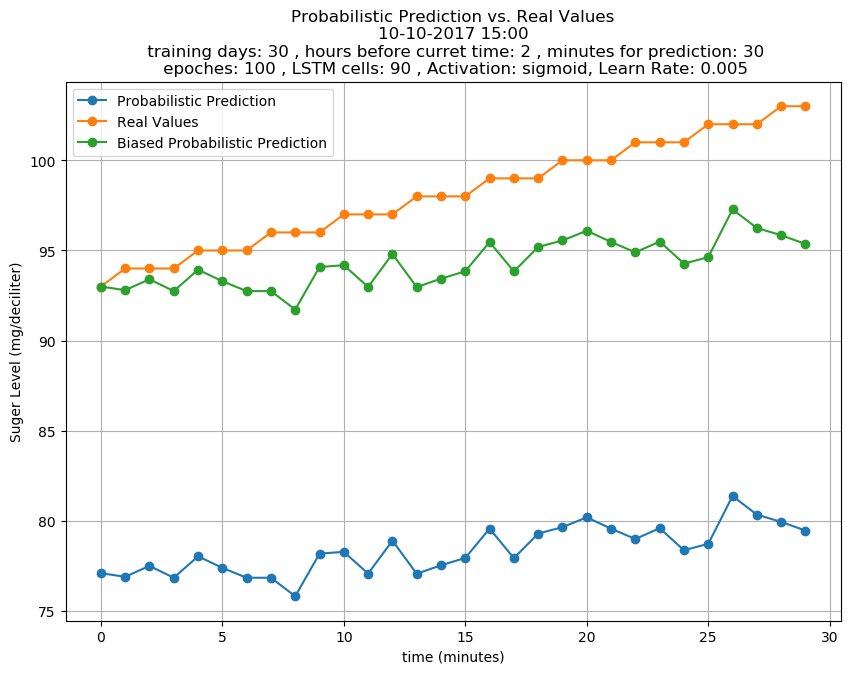 Probabilistic Prediction vs. Real Values
10-10-2017 15:00
training days: 30 , hours before curret time: 2 , minutes for prediction: 30
epoches: 100 , LSTM cells: 90 , Activation: sigmoid, Learn Rate: 0.005
Probabilistic Prediction
Real Values
Biased Probabilistic Prediction
Suger Level (mg/deciliter)
100
95
90
85
80
75
0 5 10 15 20 25 30
time (minutes)